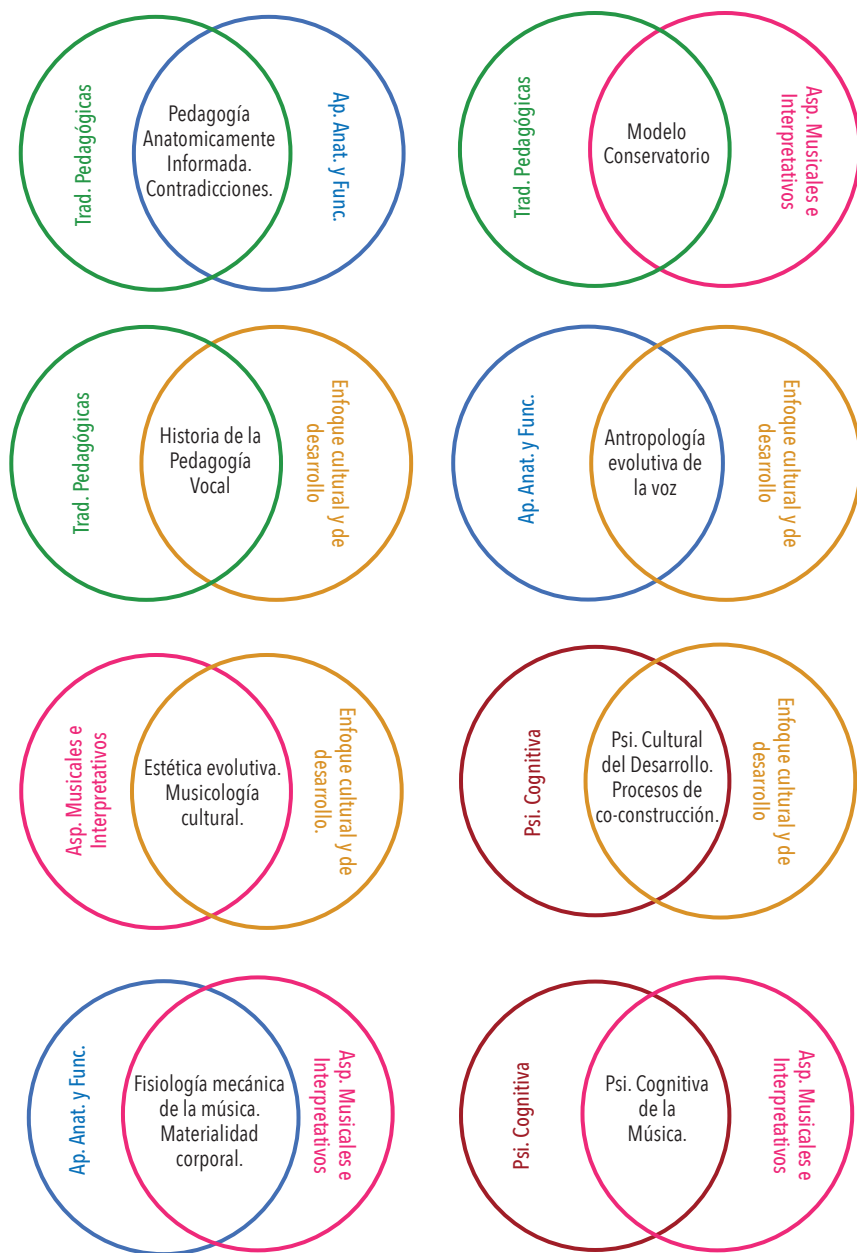 Trad. Pedagógicas
Pedagogía
Anatomicamente
Informada.
Contradicciones.
Ap. Anat. y Func.
Trad. Pedagógicas
Modelo
Conservatorio
Asp. Musicales e
Interpretativos
Trad. Pedagógicas
Historia de la
Pedagogía
Vocal
Enfoque cultural y de
desarrollo
Ap. Anat. y Func.
Antropología
evolutiva de
la voz
Enfoque cultural y de
desarrollo
Asp. Musicales e
Interpretativos
Estética evolutiva.
Musicología
cultural.
Enfoque cultural y de
desarrollo.
Psi. Cognitiva
Psi. Cultural
del Desarrollo.
Procesos de
co-construcción.
Enfoque cultural y de
desarrollo
Ap. Anat. y Func.
Fisiología mecánica
de la música.
Materialidad
corporal.
Asp. Musicales e
Interpretativos
Psi. Cognitiva
Psi. Cognitiva
de la
Música.
Asp. Musicales e
Interpretativos